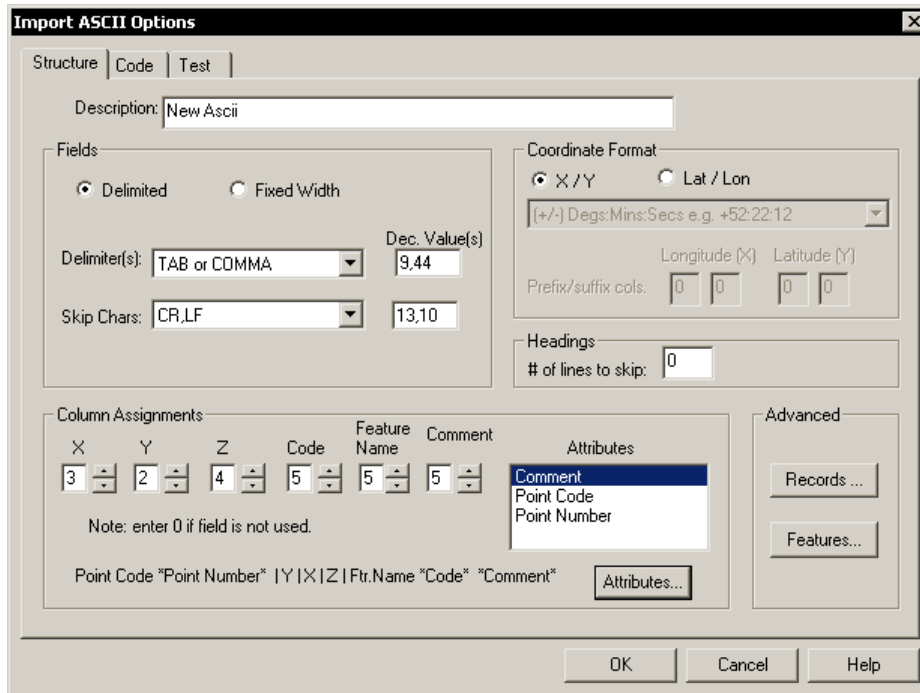 Import ASCII Options
Structure Code Test
Description: New Ascii
Fields
Delimited Fixed Width
Dec. Value(s)
Delimiter(s): TAB or COMMA 9,44
Skip Chars: CR,LF 13,10
Coordinate Format
X / Y Lat / Lon
(+/-) Degs:Mins:Secs e.g. +52:22:12
Longitude (X) Latitude (Y)
Prefix/suffix cols. 0 0 0 0
Headings
# of lines to skip: 0
Column Assignments
X Y Z Code Feature Name Comment
3 2 4 5 5 5
Note: enter 0 if field is not used.
Attributes
Comment
Point Code
Point Number
Point Code "Point Number" |Y|X|Z|Ftr.Name "Code" "Comment"
Attributes...
Advanced
Records ...
Features...
OK Cancel Help